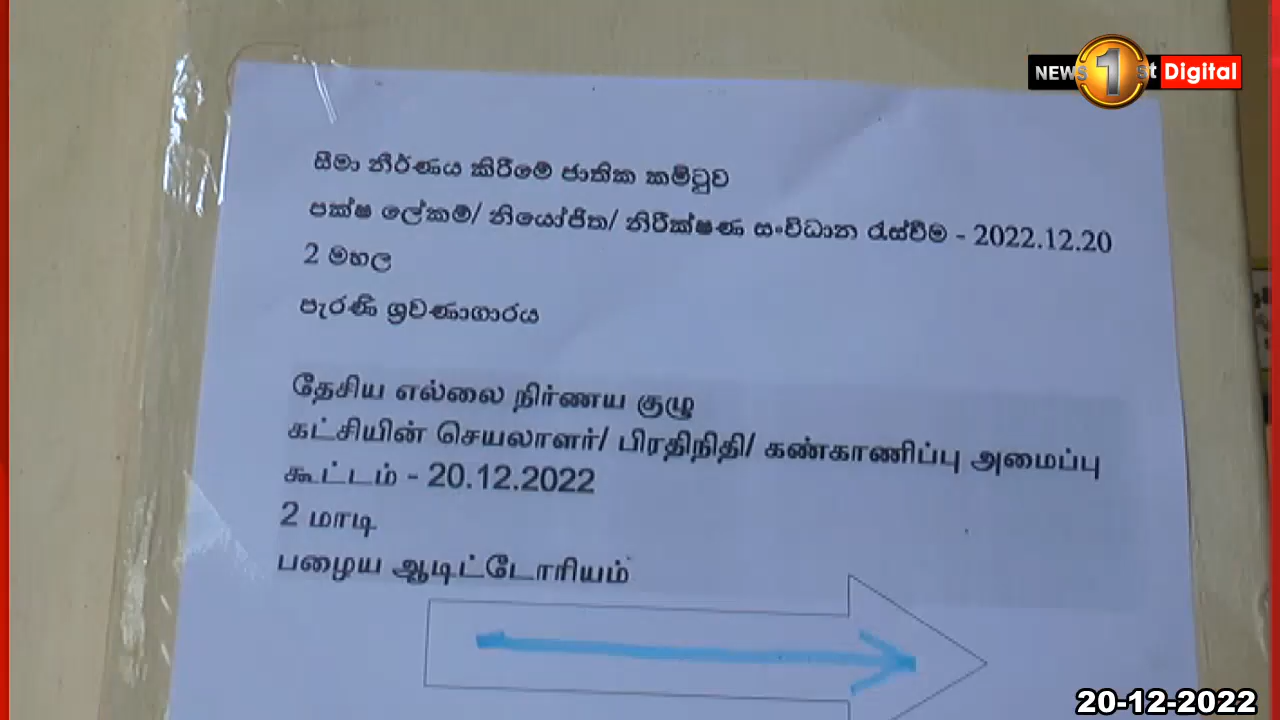 NEWS 1st Digital
සීමා නිර්ණය කිරීමේ ජාතික කමිටුව
පක්ෂ ලේකම්/ නියෝජිත/ නිරීක්ෂණ සංවිධාන රැස්වීම - 2022.12.20
2 මහල
පැරණි ශ්‍රවණාගාරය
தேசிய எல்லை நிர்ணய குழு
கட்சியின் செயலாளர்/ பிரதிநிதி/ கண்காணிப்பு அமைப்பு
கூட்டம் - 20.12.2022
2 மாடி
பழைய ஆடிட்டோரியம்
20-12-2022